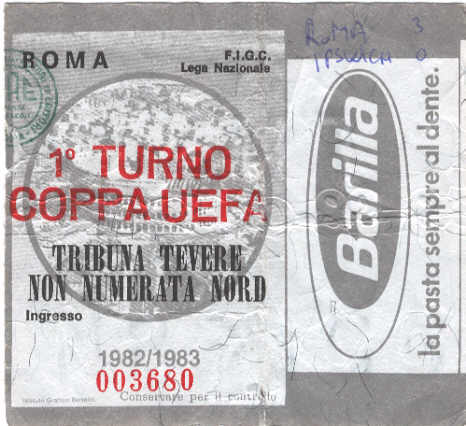 ROMA
F.I.G.C.
Lega Nazionale
1° TURNO
COPPA UEFA
TRIBUNA TEVERE
NON NUMERATA NORD
Ingresso
1982/1983
003680
Conservare per il controllo
ROMA 3
IPSWICH 0
Barilla
la pasta sempre al dente.